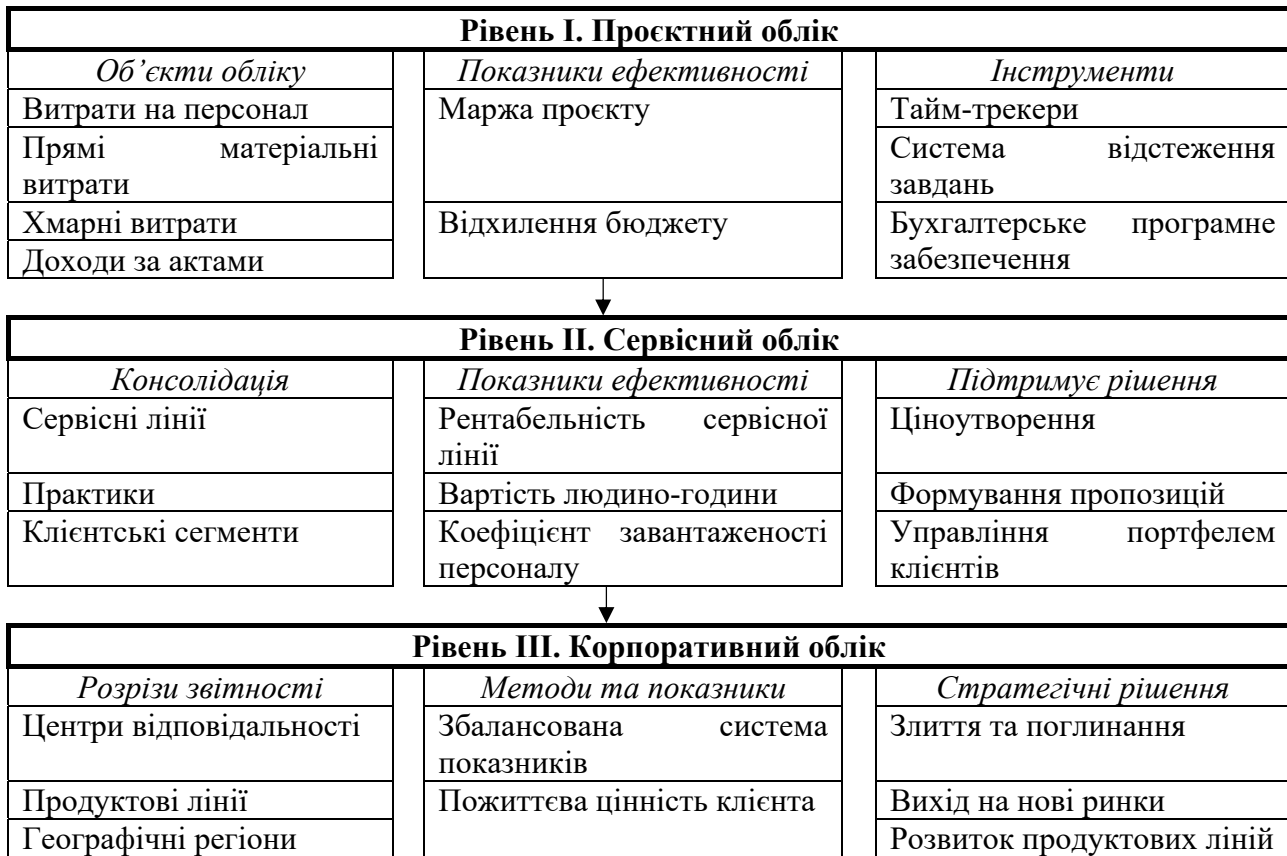 Рівень I. Проєктний облік
Об’єкти обліку
Витрати на персонал
Прямі матеріальні
витрати
Хмарні витрати
Доходи за актами
Показники ефективності
Маржа проєкту
Відхилення бюджету
Інструменти
Тайм-трекери
Система відстеження
завдань
Бухгалтерське програмне
забезпечення
Рівень II. Сервісний облік
Консолідація
Сервісні лінії
Практики
Клієнтські сегменти
Показники ефективності
Рентабельність сервісної
лінії
Вартість людино-години
Коефіцієнт завантаженості
персоналу
Підтримує рішення
Ціноутворення
Формування пропозицій
Управління портфелем
клієнтів
Рівень III. Корпоративний облік
Розрізи звітності
Центри відповідальності
Продуктові лінії
Географічні регіони
Методи та показники
Збалансована система
показників
Пожиттєва цінність клієнта
Стратегічні рішення
Злиття та поглинання
Вихід на нові ринки
Розвиток продуктових ліній